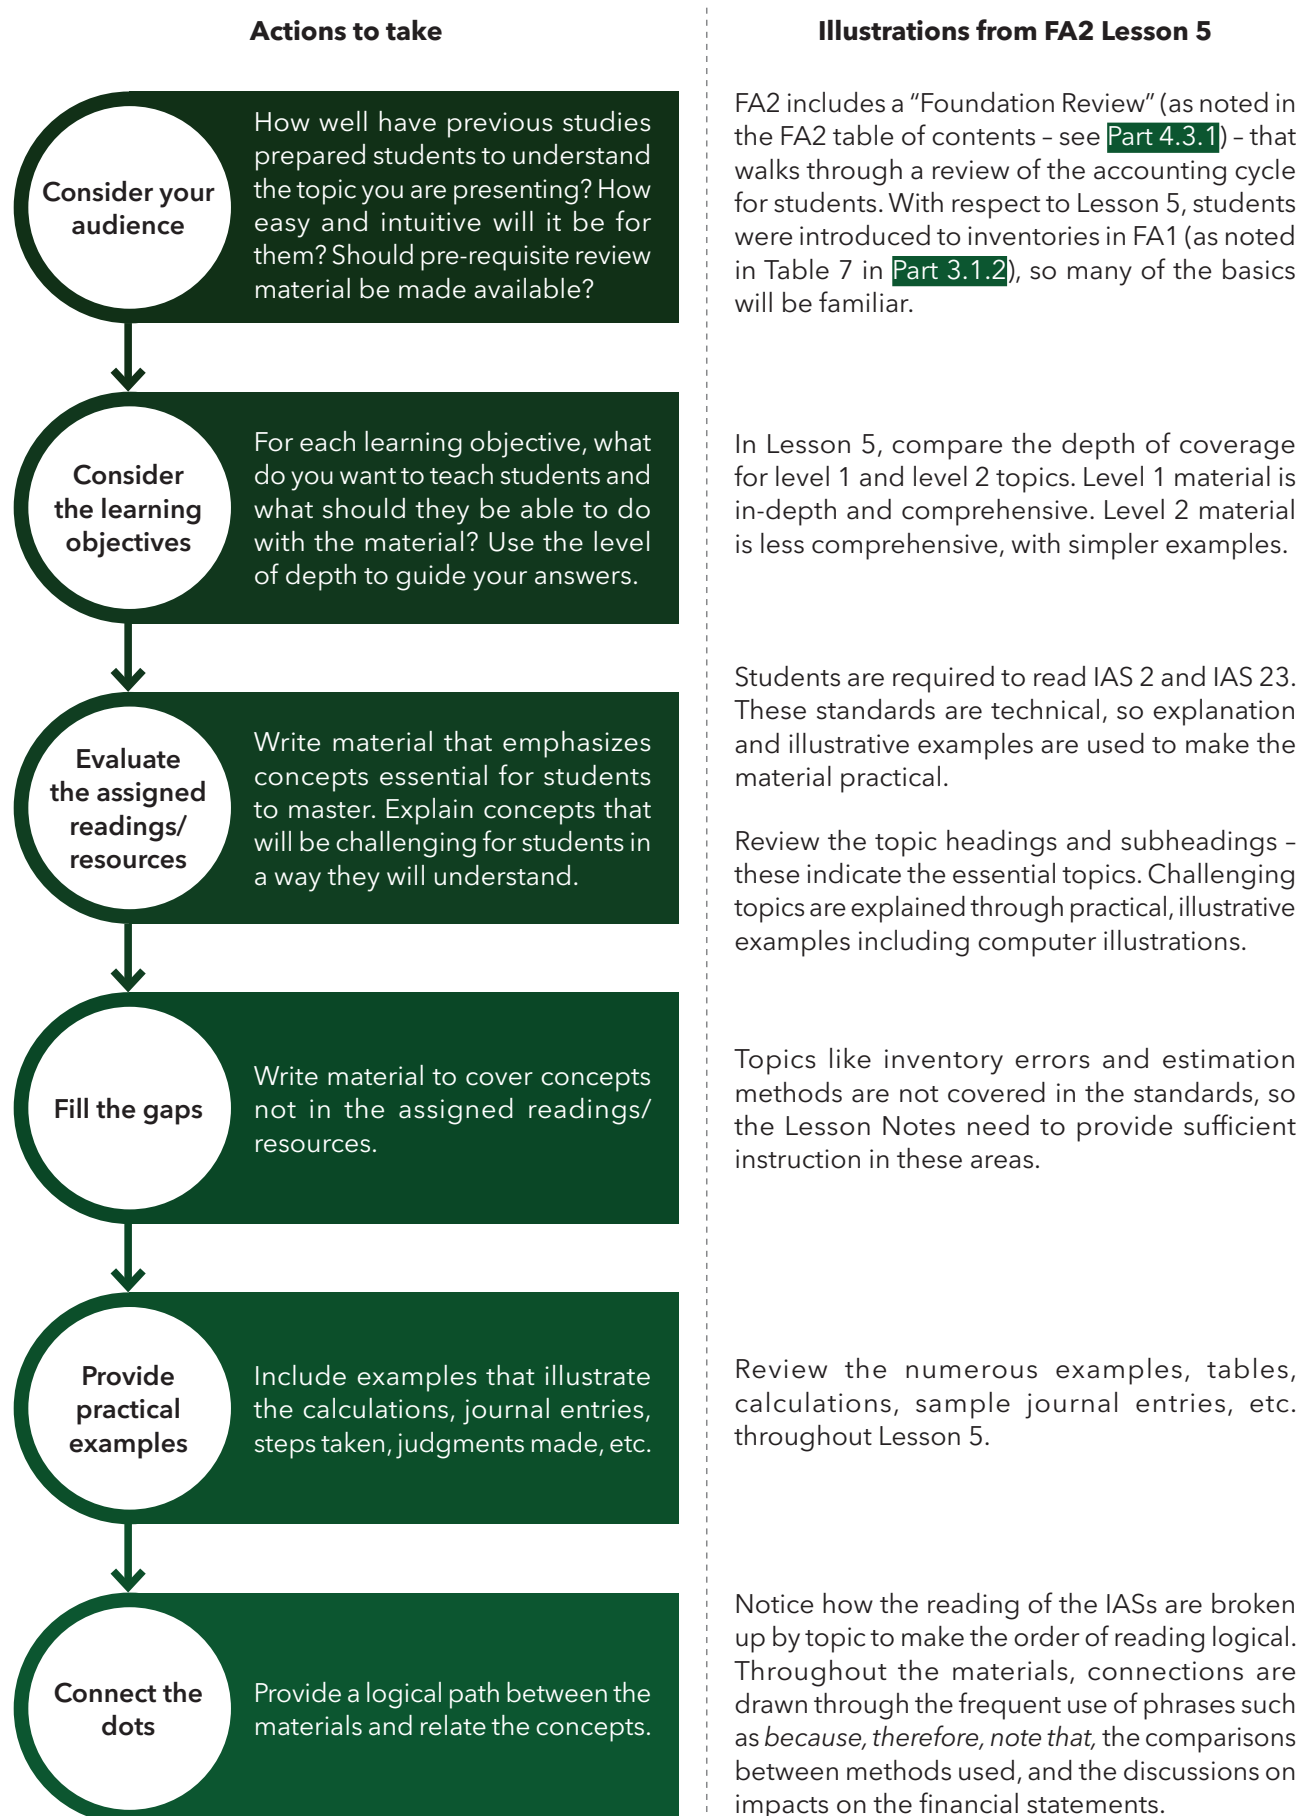 Actions to take
Illustrations from FA2 Lesson 5
Consider your
audience
How well have previous studies
prepared students to understand
the topic you are presenting? How
easy and intuitive will it be for
them? Should pre-requisite review
material be made available?
FA2 includes a “Foundation Review” (as noted in
the FA2 table of contents – see Part 4.3.1) – that
walks through a review of the accounting cycle
for students. With respect to Lesson 5, students
were introduced to inventories in FA1 (as noted
in Table 7 in Part 3.1.2), so many of the basics
will be familiar.
Consider
the learning
objectives
For each learning objective, what
do you want to teach students and
what should they be able to do
with the material? Use the level
of depth to guide your answers.
In Lesson 5, compare the depth of coverage
for level 1 and level 2 topics. Level 1 material is
in-depth and comprehensive. Level 2 material
is less comprehensive, with simpler examples.
Evaluate
the assigned
readings/
resources
Write material that emphasizes
concepts essential for students
to master. Explain concepts that
will be challenging for students in
a way they will understand.
Students are required to read IAS 2 and IAS 23.
These standards are technical, so explanation
and illustrative examples are used to make the
material practical.
Review the topic headings and subheadings –
these indicate the essential topics. Challenging
topics are explained through practical, illustrative
examples including computer illustrations.
Fill the gaps
Write material to cover concepts
not in the assigned readings/
resources.
Topics like inventory errors and estimation
methods are not covered in the standards, so
the Lesson Notes need to provide sufficient
instruction in these areas.
Provide
practical
examples
Include examples that illustrate
the calculations, journal entries,
steps taken, judgments made, etc.
Review the numerous examples, tables,
calculations, sample journal entries, etc.
throughout Lesson 5.
Connect the
dots
Provide a logical path between the
materials and relate the concepts.
Notice how the reading of the IASs are broken
up by topic to make the order of reading logical.
Throughout the materials, connections are
drawn through the frequent use of phrases such
as because, therefore, note that, the comparisons
between methods used, and the discussions on
impacts on the financial statements.